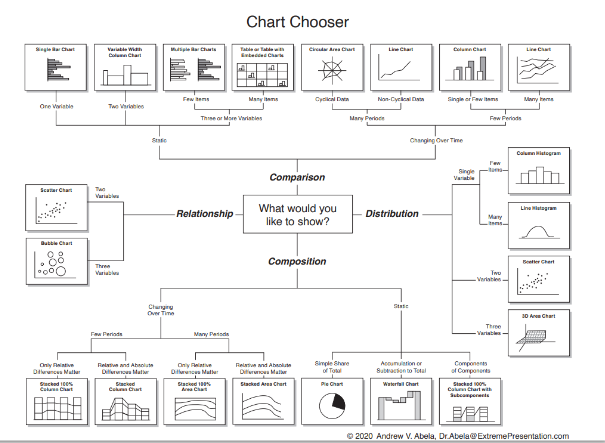 Chart Chooser
Single Bar Chart
Variable Width
Column Chart
Multiple Bar Charts
Table or Table with
Embedded Charts
Circular Area Chart
Line Chart
Column Chart
Line Chart
One Variable
Two Variables
Few Items
Many Items
Cyclical Data
Non-Cyclical Data
Single or Few Items
Many Items
Three or More Variables
Many Periods
Few Periods
Static
Changing Over Time
Comparison
Scatter Chart
Two
Variables
Bubble Chart
Three
Variables
Relationship
What would you
like to show?
Distribution
Single
Variable
Few
Items
Column Histogram
Many
Items
Line Histogram
Two
Variables
Scatter Chart
Three
Variables
3D Area Chart
Composition
Changing
Over Time
Static
Few Periods
Many Periods
Only Relative
Differences Matter
Relative and Absolute
Differences Matter
Only Relative
Differences Matter
Relative and Absolute
Differences Matter
Simple Share
of Total
Accumulation or
Subtraction to Total
Components
of Components
Stacked 100%
Column Chart
Stacked
Column Chart
Stacked 100%
Area Chart
Stacked Area Chart
Pie Chart
Waterfall Chart
Stacked 100%
Column Chart with
Subcomponents
© 2020 Andrew V. Abela, Dr.Abela@ExtremePresentation.com